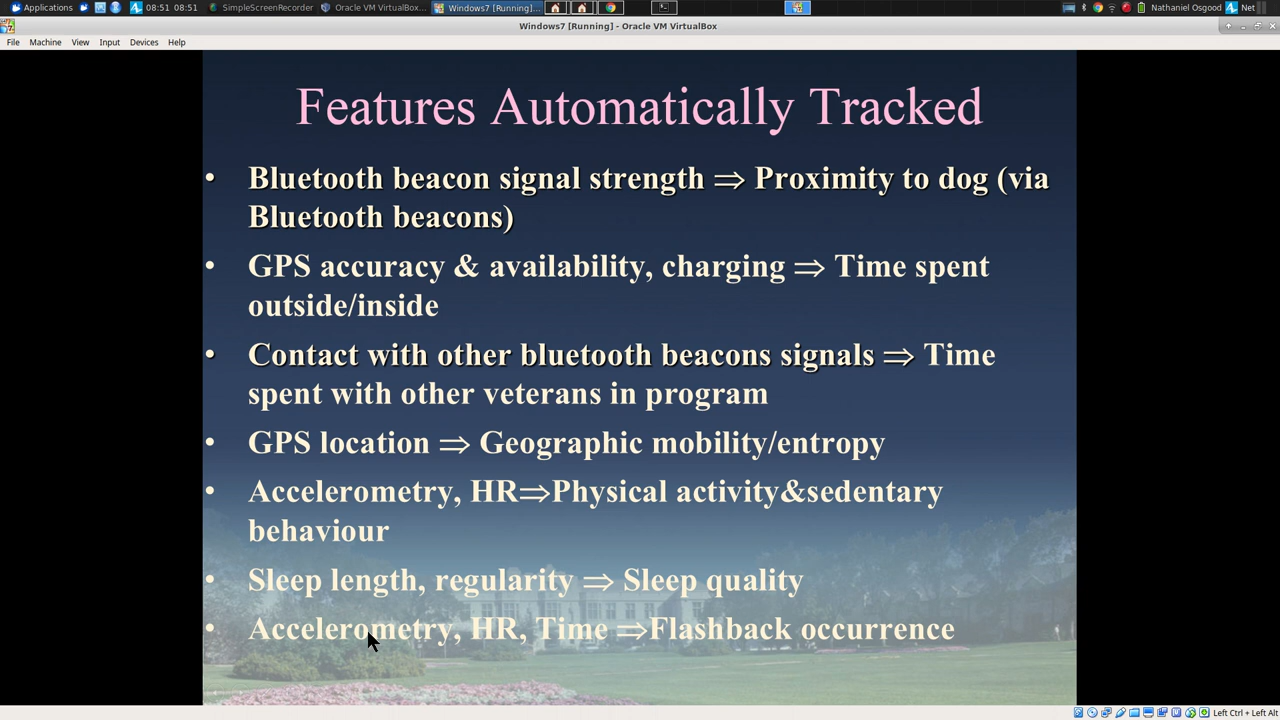 Applications
08:51 08:51
SimpleScreenRecorder
Oracle VM VirtualBox...
Windows7 [Running]...
Nathaniel Osgood
Net
Windows7 [Running] - Oracle VM VirtualBox
File Machine View Input Devices Help
Features Automatically Tracked
• Bluetooth beacon signal strength ⇒ Proximity to dog (via
Bluetooth beacons)
• GPS accuracy & availability, charging ⇒ Time spent
outside/inside
• Contact with other bluetooth beacons signals ⇒ Time
spent with other veterans in program
• GPS location ⇒ Geographic mobility/entropy
• Accelerometry, HR⇒Physical activity&sedentary
behaviour
• Sleep length, regularity ⇒ Sleep quality
• Accelerometry, HR, Time ⇒Flashback occurrence
Left Ctrl + Left Alt